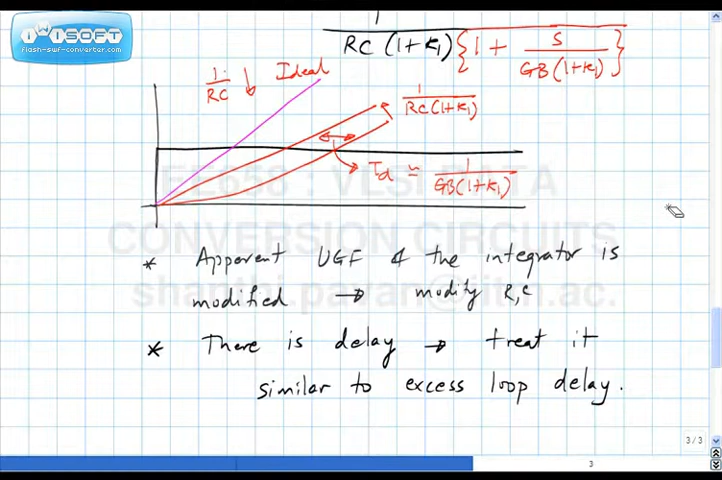 iWiSOFT
flash-swf-converter.com
1
RC (1+k₁) {1 + s / GB(1+k₁)}
1/RC ↓ Ideal
1/RC(1+k₁)
Td ≅ 1/GB(1+k₁)
EE658 : VLSI DATA
CONVERSION CIRCUITS
* Apparent UGF of the integrator is
shanthi.pavan@iitm.ac.
modified → modify R,C
* There is delay → treat it
similar to excess loop delay.
3/3
3